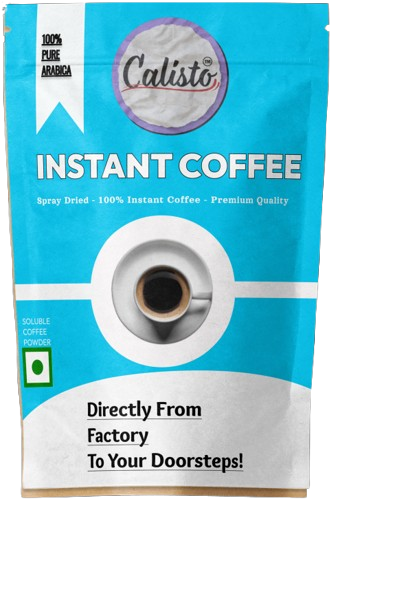 100%
PURE
ARABICA
Calisto TM
INSTANT COFFEE
Spray Dried - 100% Instant Coffee - Premium Quality
SOLUBLE
COFFEE
POWDER
Directly From
Factory
To Your Doorsteps!